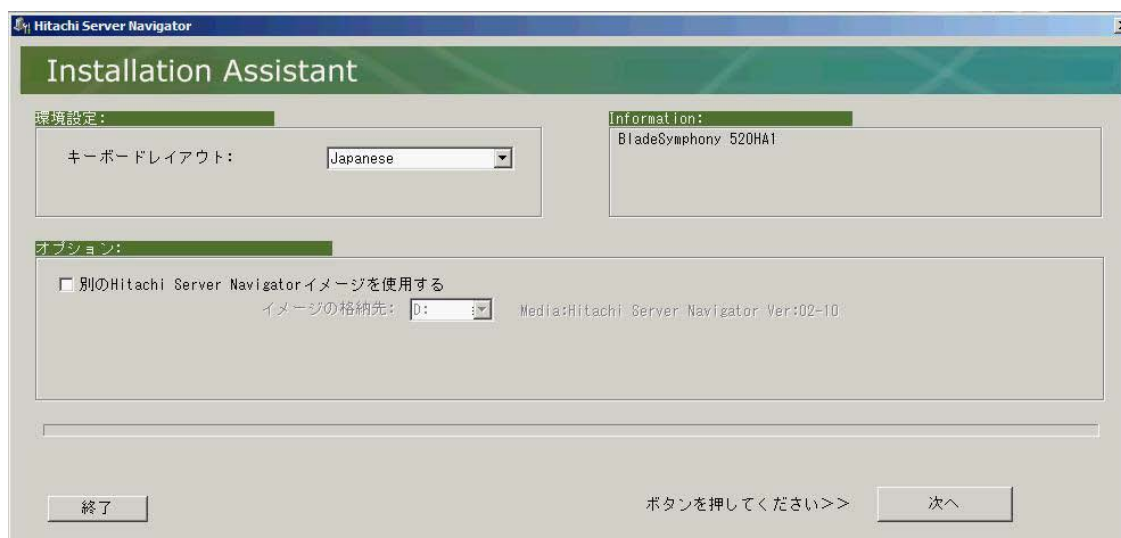 Hitachi Server Navigator
Installation Assistant
環境設定:
キーボードレイアウト:
Japanese
Information:
BladeSymphony 520HA1
オプション:
別のHitachi Server Navigatorイメージを使用する
イメージの格納先: D: Media:Hitachi Server Navigator Ver:02-10
終了
ボタンを押してください>>
次へ